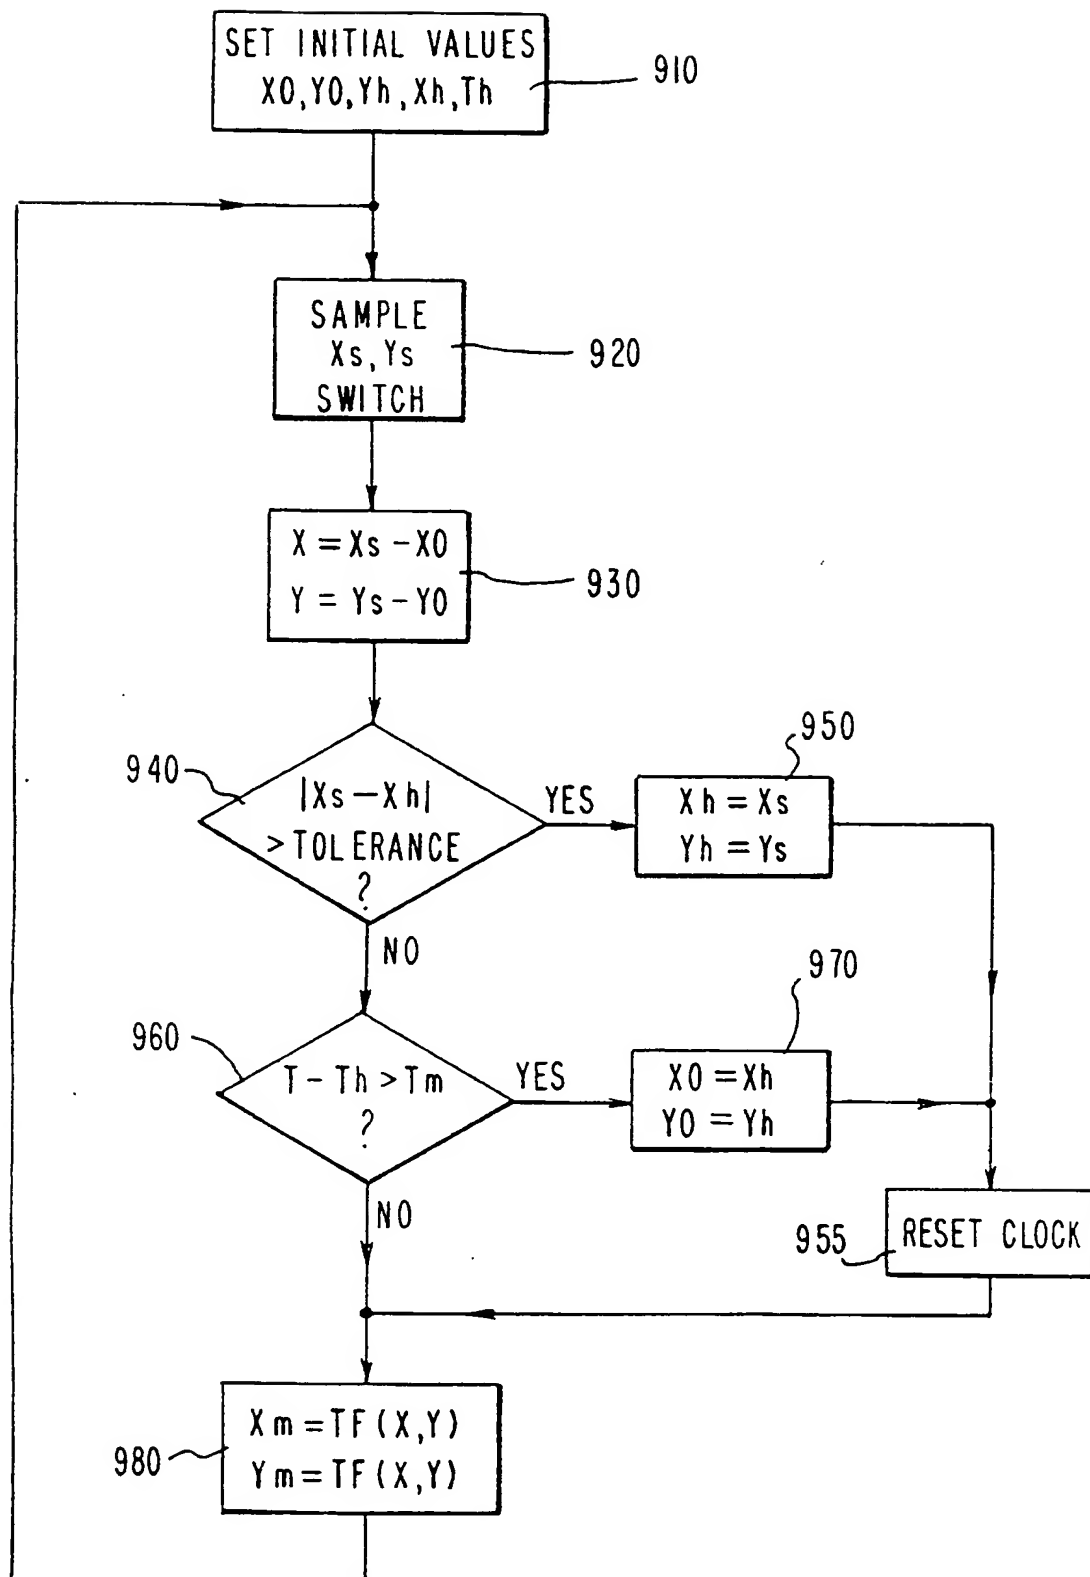 SET INITIAL VALUES
X0, Y0, Yh, Xh, Th
910
SAMPLE
Xs, Ys
SWITCH
920
X = Xs - X0
Y = Ys - Y0
930
940
|Xs - Xh|
> TOLERANCE
?
YES
950
Xh = Xs
Yh = Ys
NO
960
T - Th > Tm
?
YES
970
X0 = Xh
Y0 = Yh
NO
955
RESET CLOCK
980
Xm = TF (X,Y)
Ym = TF (X,Y)